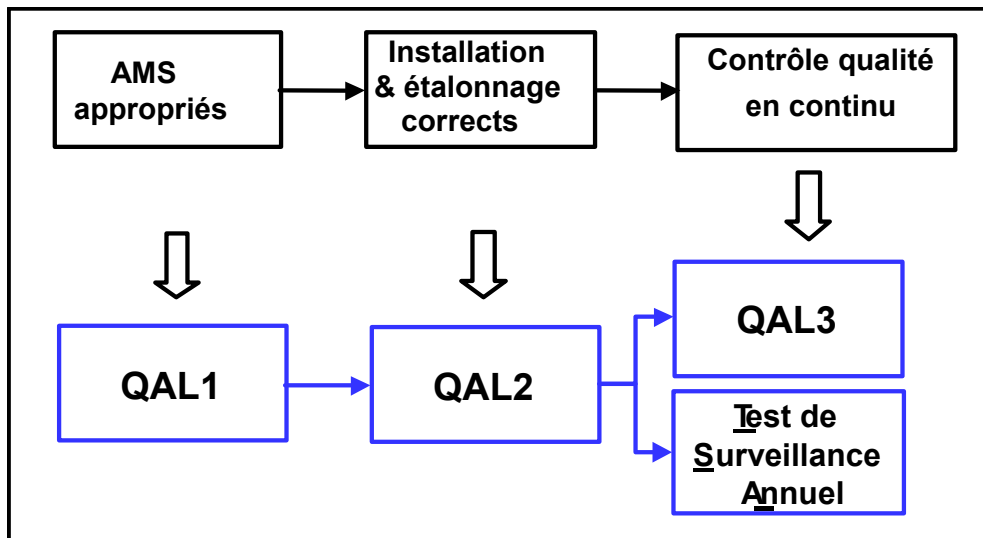 AMS
appropriés
Installation
& étalonnage
corrects
Contrôle qualité
en continu
QAL1
QAL2
QAL3
Test de
Surveillance
Annuel